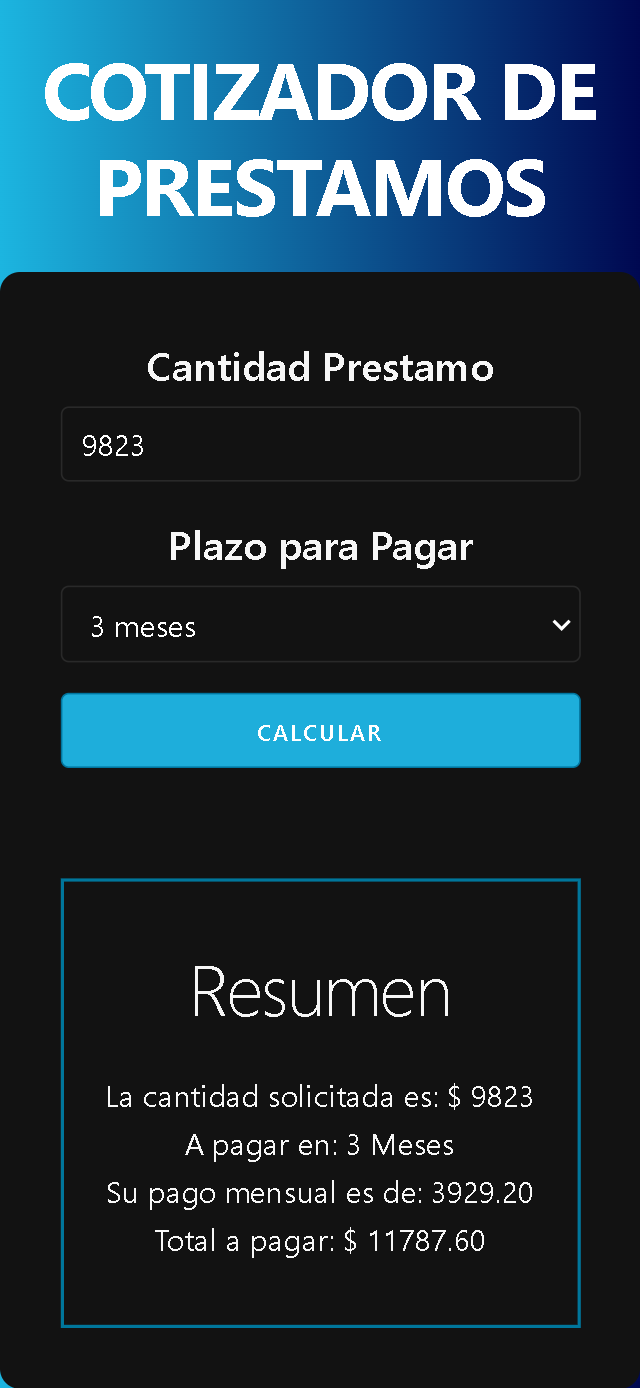 COTIZADOR DE
PRESTAMOS
Cantidad Prestamo
9823
Plazo para Pagar
3 meses
CALCULAR
Resumen
La cantidad solicitada es: $ 9823
A pagar en: 3 Meses
Su pago mensual es de: 3929.20
Total a pagar: $ 11787.60